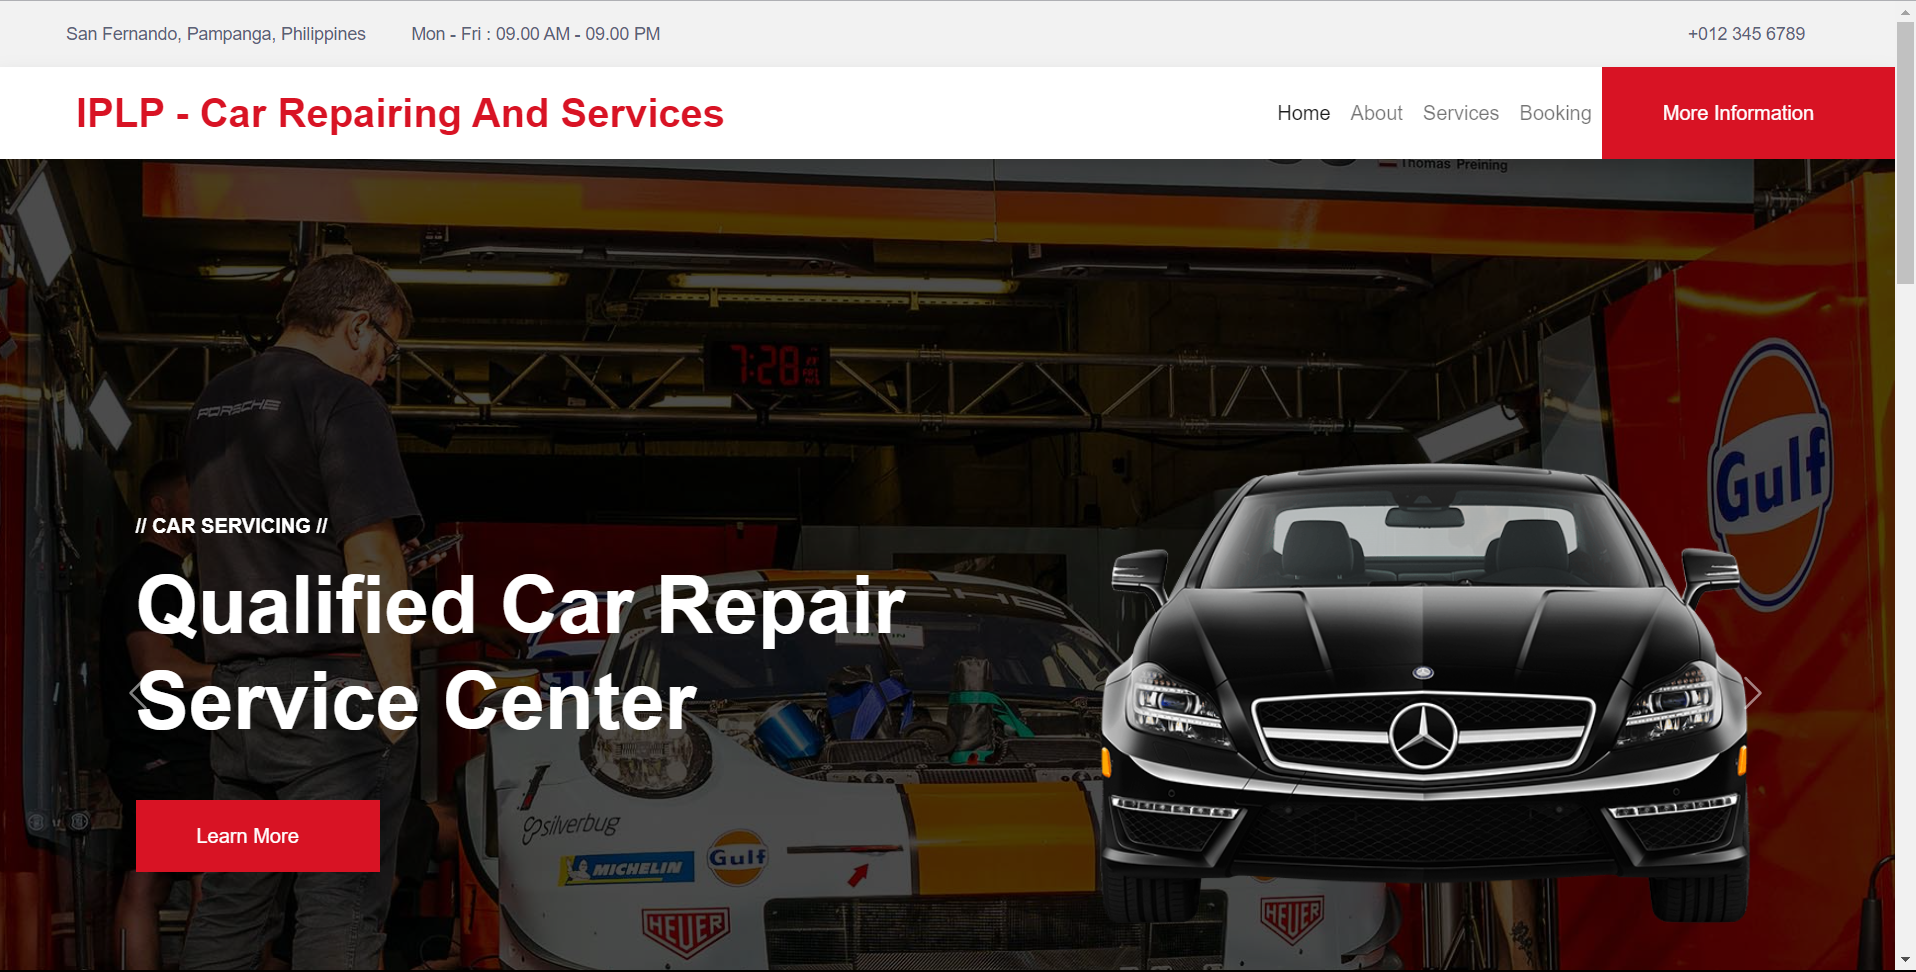 San Fernando, Pampanga, Philippines
Mon - Fri : 09.00 AM - 09.00 PM
+012 345 6789
IPLP - Car Repairing And Services
Home
About
Services
Booking
More Information
Thomas Preining
7:28
PORSCHE
Gulf
// CAR SERVICING //
Qualified Car Repair
Service Center
Learn More
silverbug
MICHELIN
Gulf
HEUER
HEUER